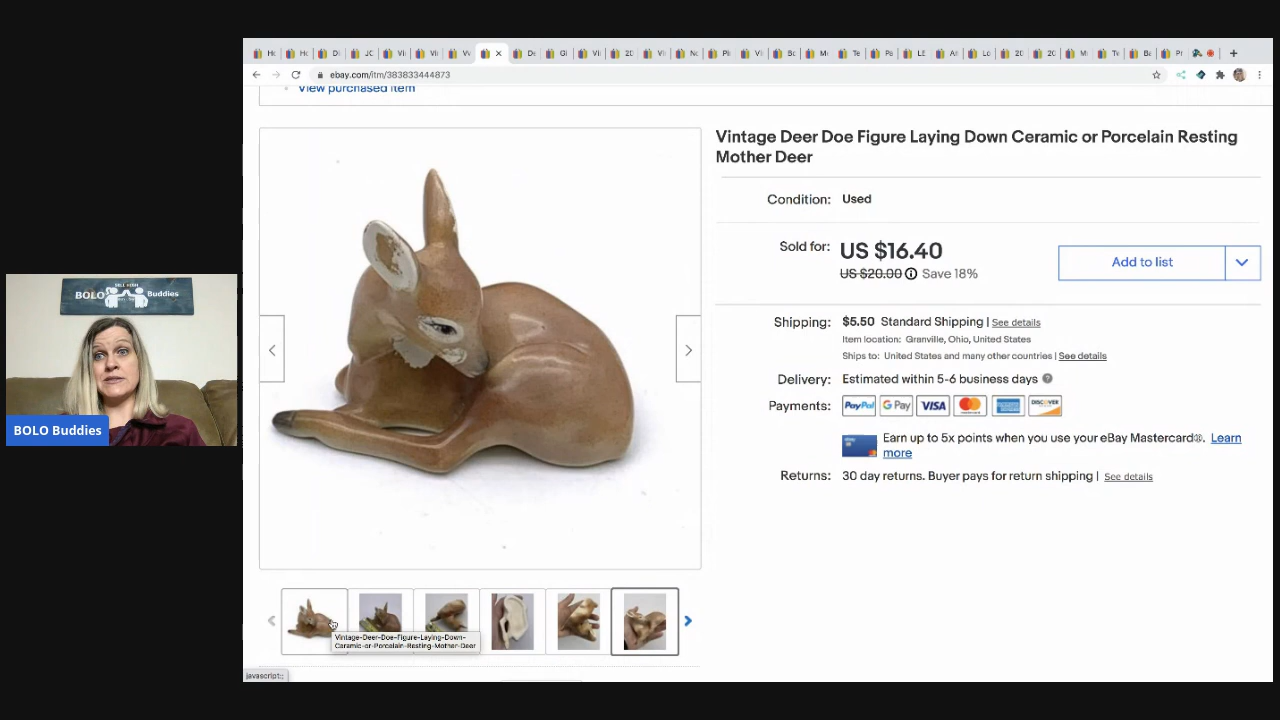 ebay.com/itm/383833444873
View purchased item
Vintage Deer Doe Figure Laying Down Ceramic or Porcelain Resting
Mother Deer
Condition: Used
Sold for: US $16.40
US $20.00 Save 18%
Add to list
Shipping: $5.50 Standard Shipping | See details
Item location: Granville, Ohio, United States
Ships to: United States and many other countries | See details
Delivery: Estimated within 5-6 business days
Payments: PayPal G Pay VISA
DISCOVER
Earn up to 5x points when you use your eBay Mastercard®. Learn
more
Returns: 30 day returns. Buyer pays for return shipping | See details
BOLO Buddies
BOLO Buddies
Vintage-Deer-Doe-Figure-Laying-Down-
Ceramic-or-Porcelain-Resting-Mother-Deer
javascript:;